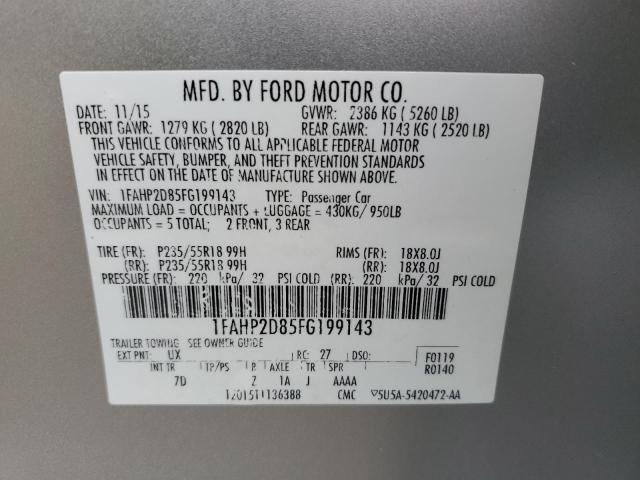 MFD. BY FORD MOTOR CO.
DATE: 11/15 GVWR: 2386 KG ( 5260 LB)
FRONT GAWR: 1279 KG ( 2820 LB) REAR GAWR: 1143 KG ( 2520 LB)
THIS VEHICLE CONFORMS TO ALL APPLICABLE FEDERAL MOTOR
VEHICLE SAFETY, BUMPER, AND THEFT PREVENTION STANDARDS
IN EFFECT ON THE DATE OF MANUFACTURE SHOWN ABOVE.
VIN: 1FAHP2D85FG199143 TYPE: Passenger Car
MAXIMUM LOAD = OCCUPANTS + LUGGAGE = 430KG/ 950LB
OCCUPANTS = 5 TOTAL; 2 FRONT, 3 REAR
TIRE (FR): P235/55R18 99H RIMS (FR): 18X8.0J
(RR): P235/55R18 99H (RR): 18X8.0J
PRESSURE (FR): 220 kPa/ 32 PSI COLD (RR): 220 kPa/ 32 PSI COLD
1FAHP2D85FG199143
TRAILER TOWING SEE OWNER GUIDE
EXT PNT: UX RC: 27 DSO: F0119
INT TR TP/PS R AXLE TR SPR R0140
7D Z 1A J AAAA
CMC ▽5U5A-5420472-AA